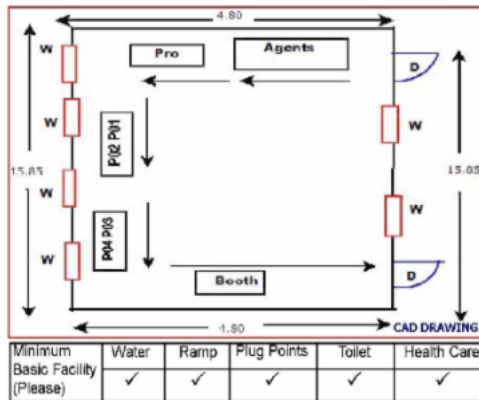 4.80
W
Pro
Agents
D
W
P02 P01
W
15.85
15.05
W
W
P04 P03
W
D
Booth
4.80
CAD DRAWING
Minimum Basic Facility (Please)
Water
Ramp
Plug Points
Toilet
Health Care
✓ ✓ ✓ ✓ ✓